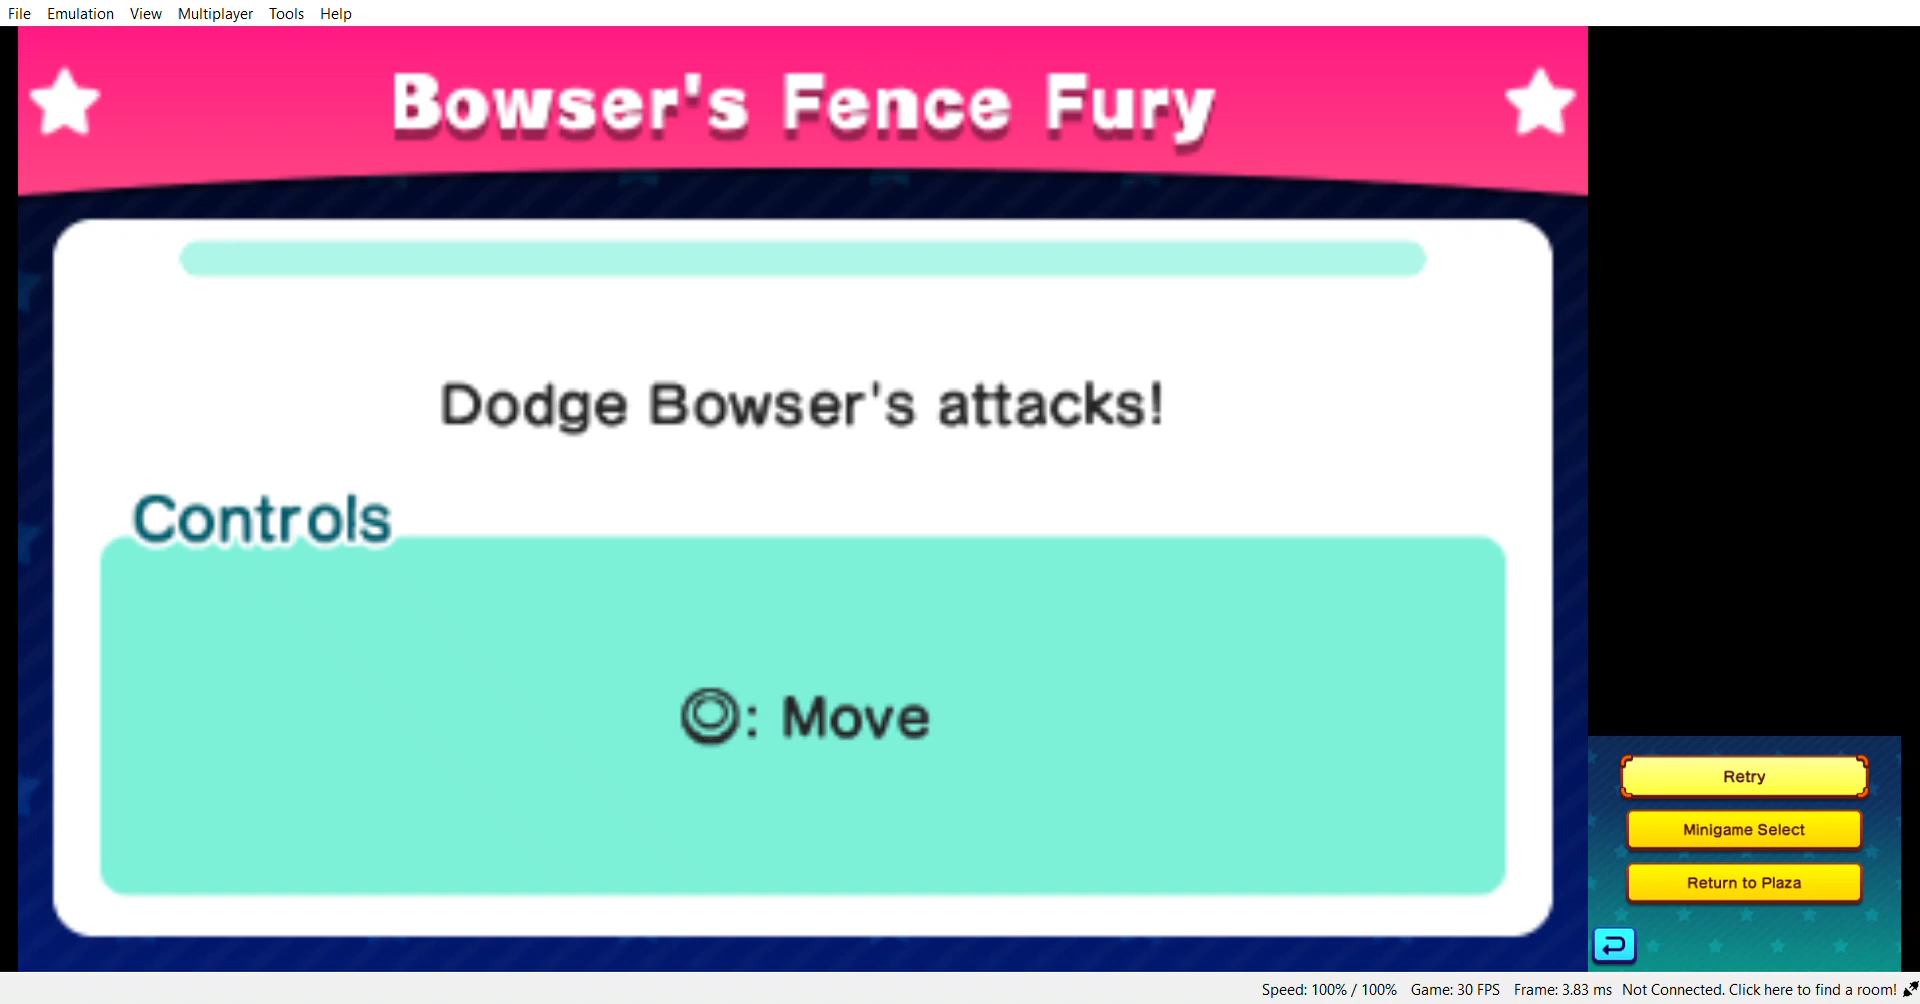 File Emulation View Multiplayer Tools Help
Bowser's Fence Fury
Dodge Bowser's attacks!
Controls
: Move
Retry
Minigame Select
Return to Plaza
Speed: 100% / 100% Game: 30 FPS Frame: 3.83 ms Not Connected. Click here to find a room!